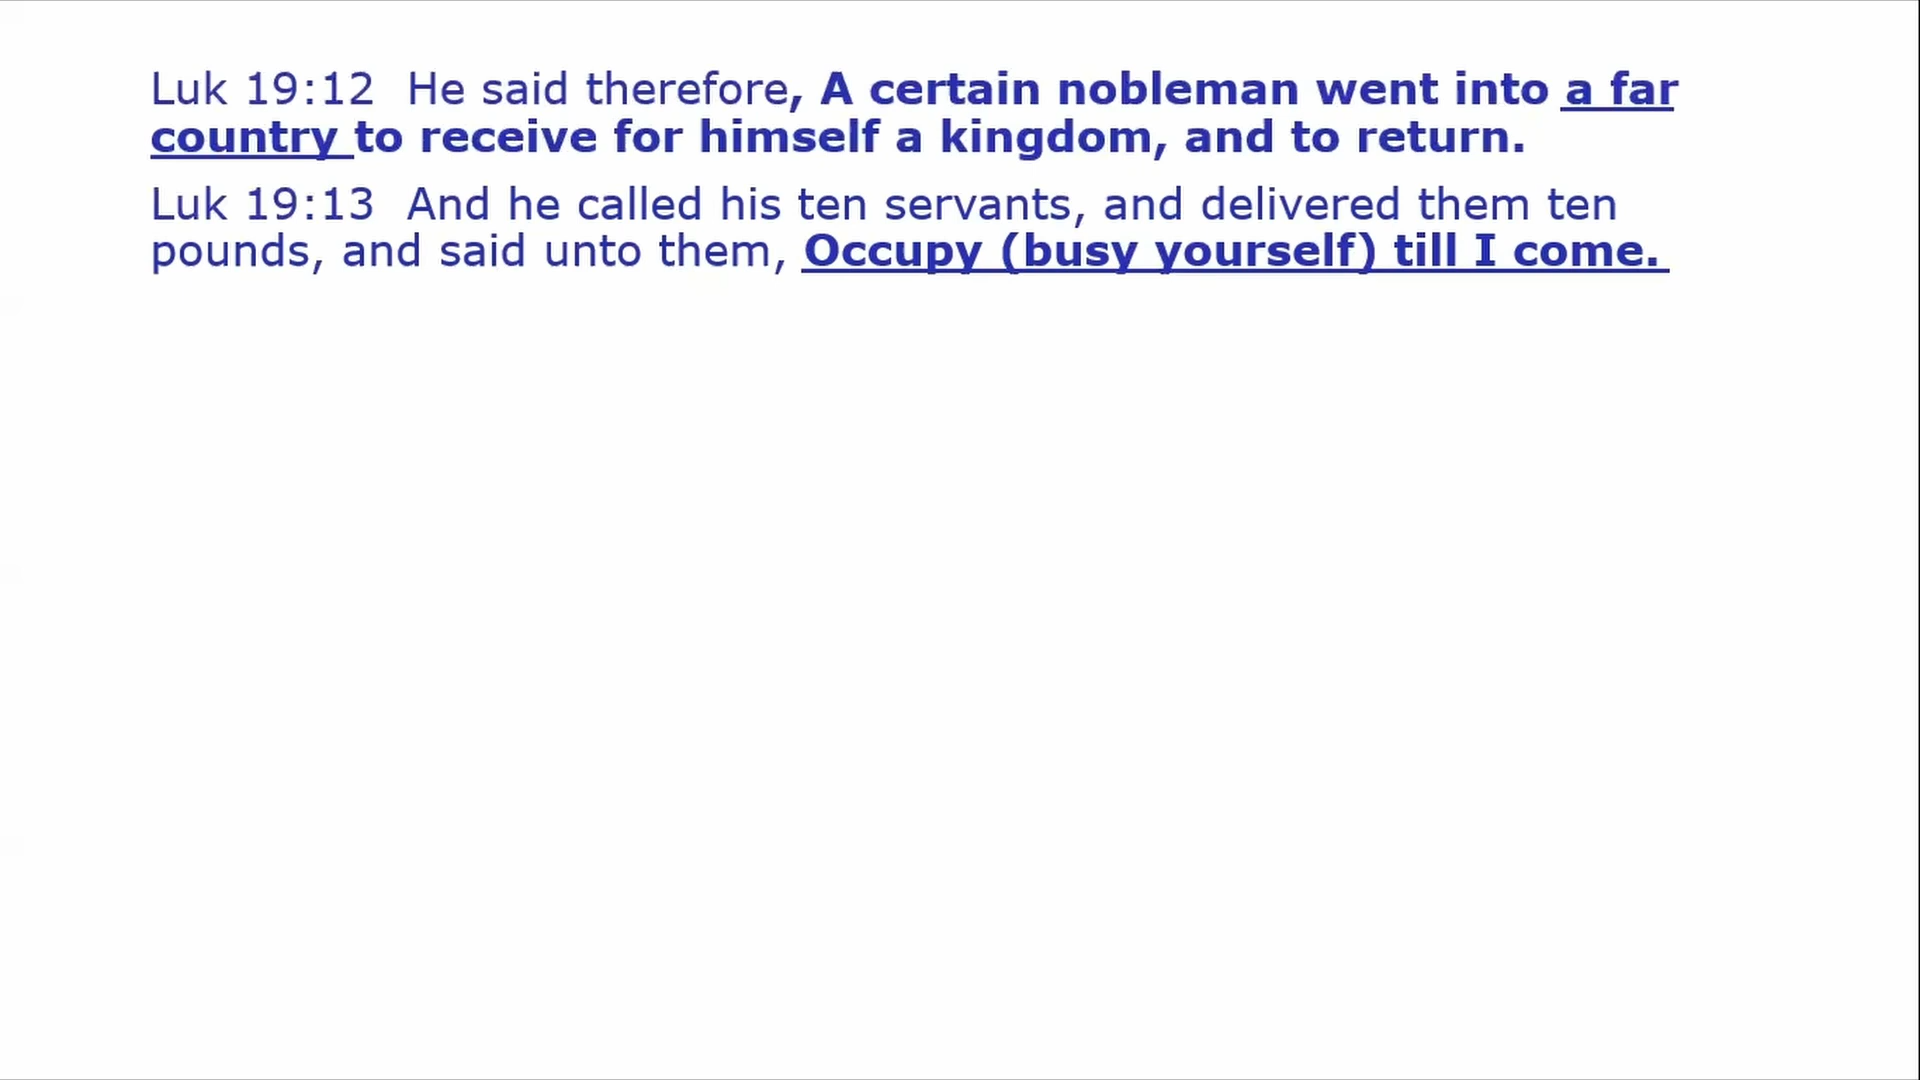 Luk 19:12  He said therefore, A certain nobleman went into a far
country to receive for himself a kingdom, and to return.
Luk 19:13  And he called his ten servants, and delivered them ten
pounds, and said unto them, Occupy (busy yourself) till I come.